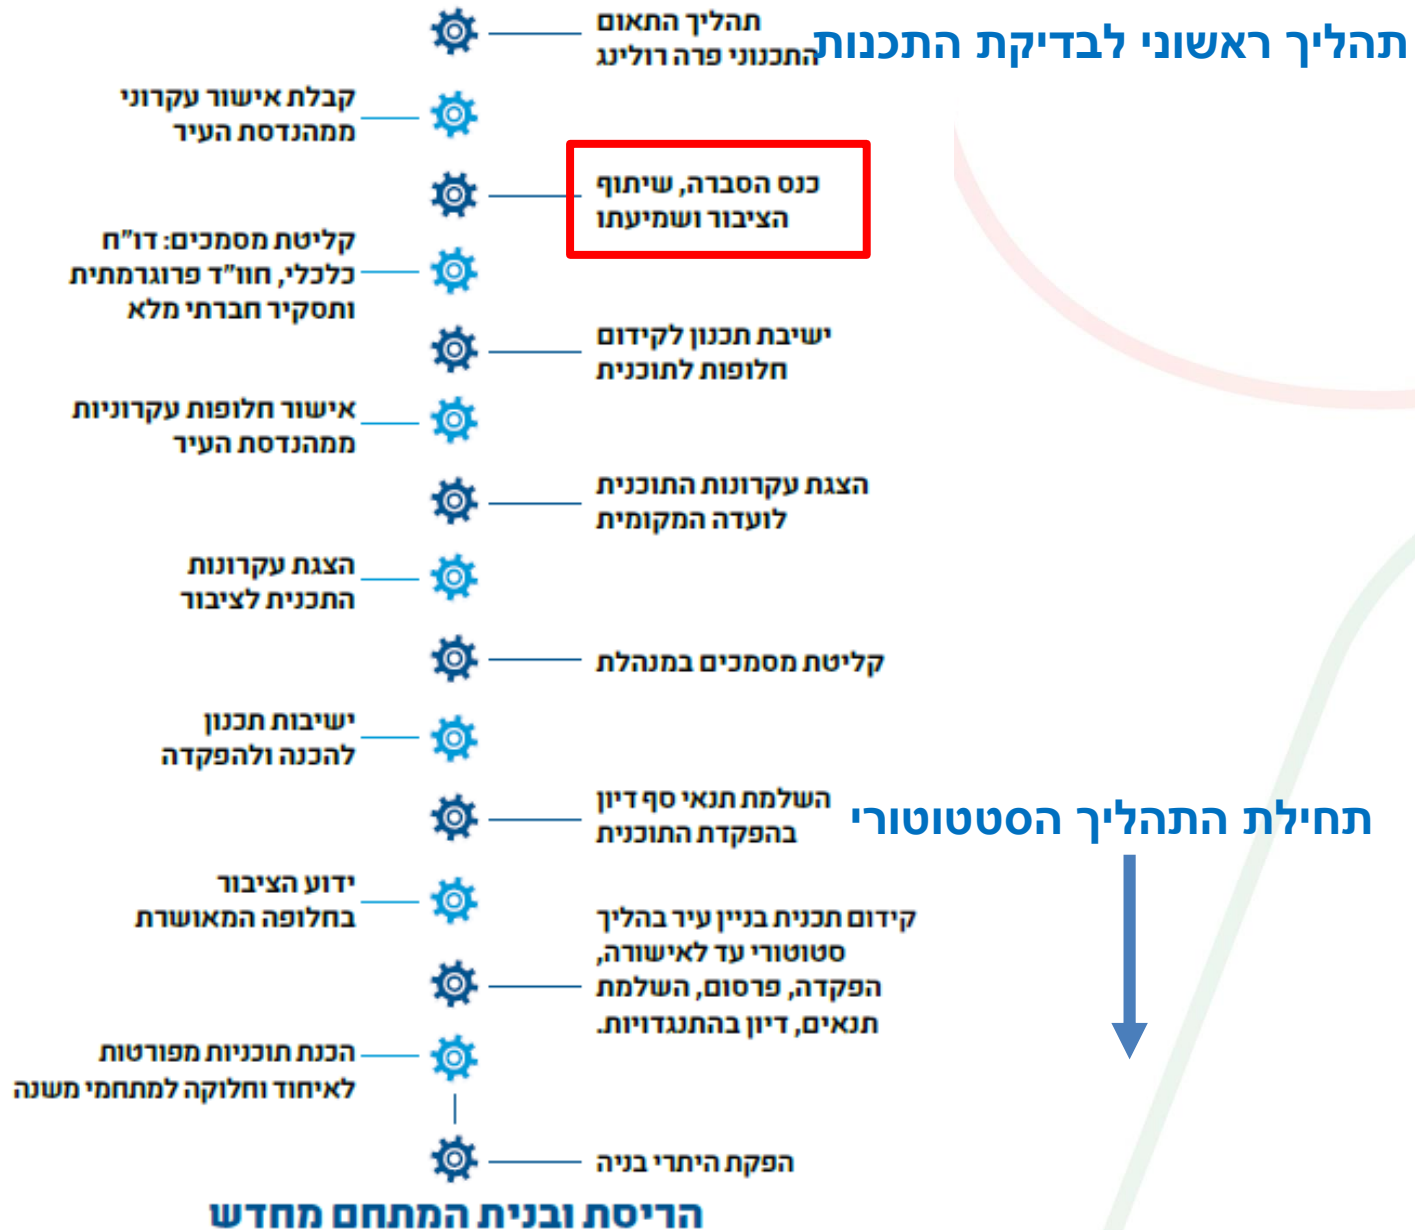 תהליך ראשוני לבדיקת התכנות
תהליך התאום
התכנוני פרה רולינג
קבלת אישור עקרוני
ממהנדסת העיר
כנס הסברה, שיתוף
הציבור ושמיעתו
קליטת מסמכים: דו"ח
כלכלי, חוו"ד פרוגרמתית
ותסקיר חברתי מלא
ישיבת תכנון לקידום
חלופות לתוכנית
אישור חלופות עקרוניות
ממהנדסת העיר
הצגת עקרונות התוכנית
לועדה המקומית
הצגת עקרונות
התכנית לציבור
קליטת מסמכים במנהלת
ישיבות תכנון
להכנה ולהפקדה
השלמת תנאי סף דיון
בהפקדת התוכנית
תחילת התהליך הסטטוטורי
ידוע הציבור
בחלופה המאושרת
קידום תכנית בניין עיר בהליך
סטוטורי עד לאישורה,
הפקדה, פרסום, השלמת
תנאים, דיון בהתנגדויות.
הכנת תוכניות מפורטות
לאיחוד וחלוקה למתחמי משנה
הפקת היתרי בניה
הריסת ובנית המתחם מחדש